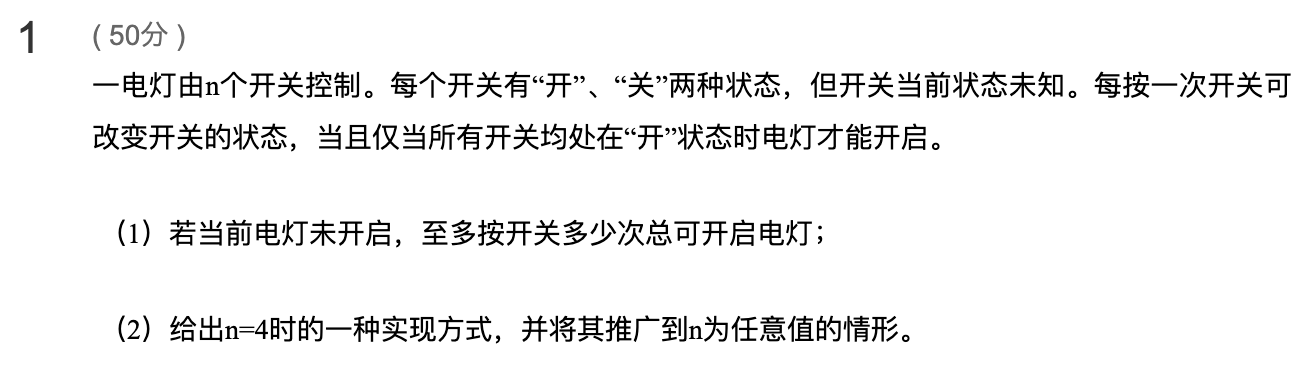 1 （50分）
一电灯由n个开关控制。每个开关有“开”、“关”两种状态，但开关当前状态未知。每按一次开关可
改变开关的状态，当且仅当所有开关均处在“开”状态时电灯才能开启。
（1）若当前电灯未开启，至多按开关多少次总可开启电灯；
（2）给出n=4时的一种实现方式，并将其推广到n为任意值的情形。